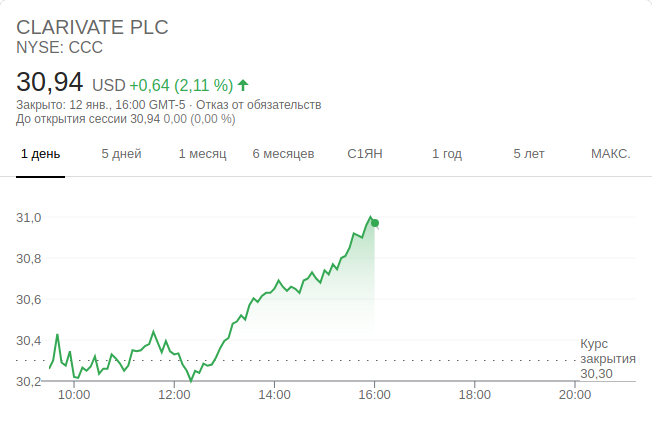 CLARIVATE PLC
NYSE: CCC
30,94 USD +0,64 (2,11 %)
Закрыто: 12 янв., 16:00 GMT-5 · Отказ от обязательств
До открытия сессии 30,94 0,00 (0,00 %)
1 день 5 дней 1 месяц 6 месяцев С1ЯН 1 год 5 лет МАКС.
31,0
30,8
30,6
30,4
Курс
закрытия
30,30
30,2
10:00 12:00 14:00 16:00 18:00 20:00